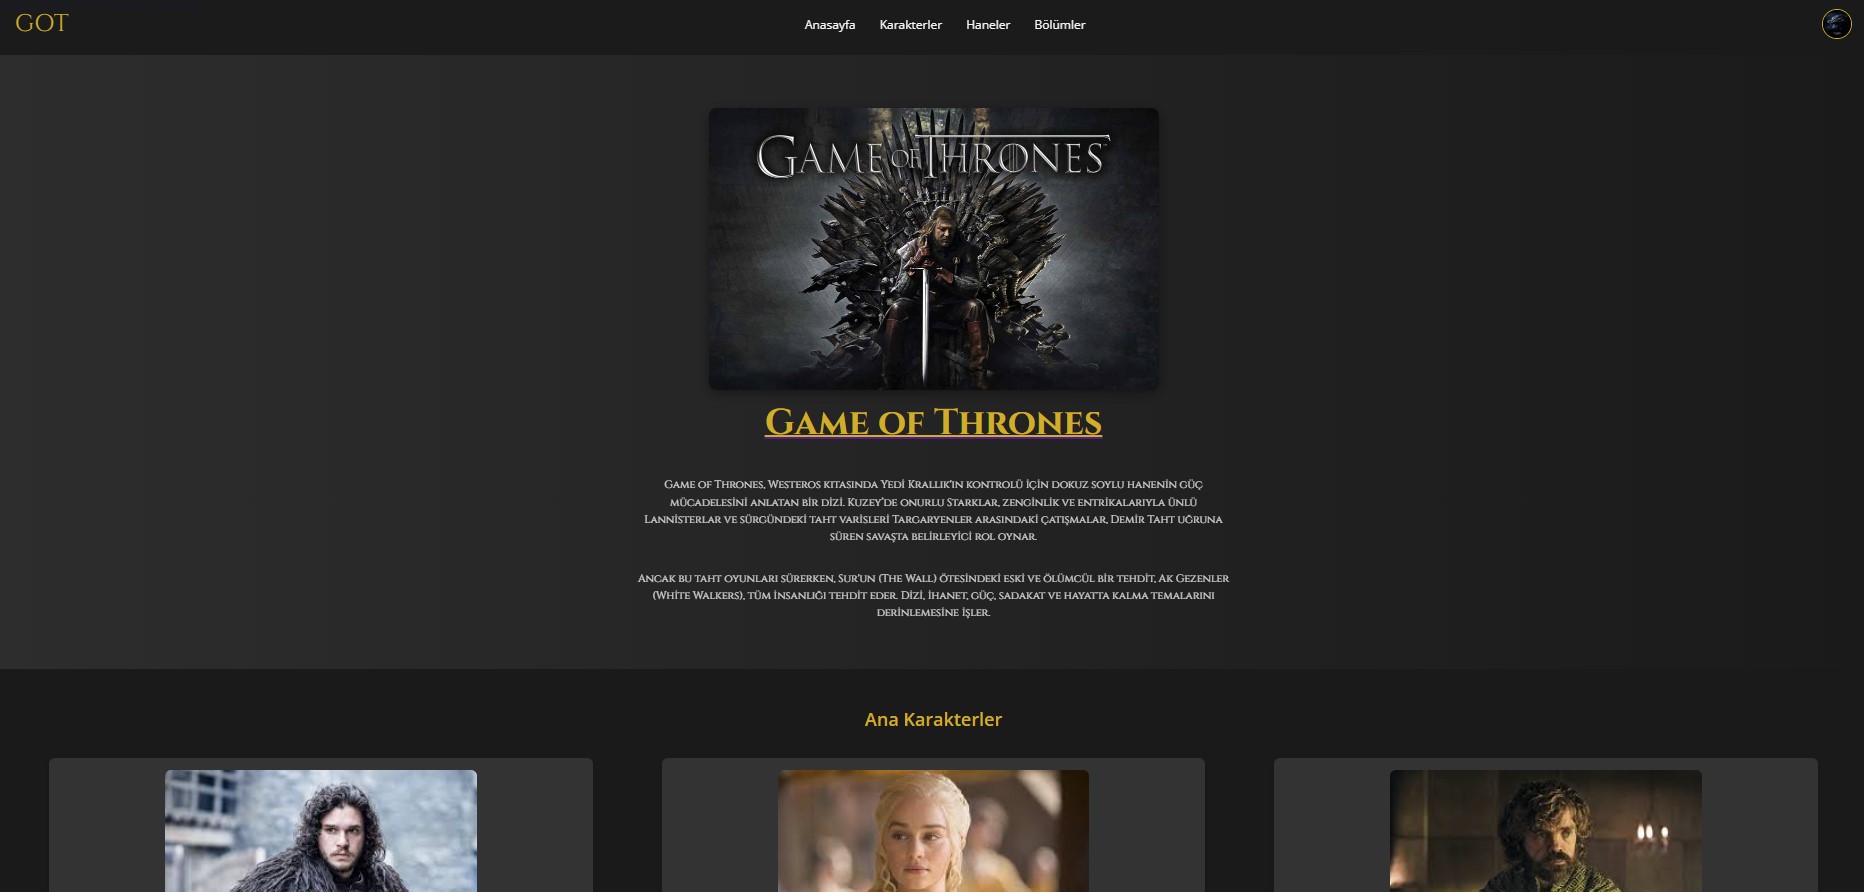 GOT
Anasayfa Karakterler Haneler Bölümler
GAME OF THRONES
Game of Thrones
Game of Thrones, Westeros kıtasında Yedi Krallık'ın kontrolü için dokuz soylu hanenin güç
mücadelesini anlatan bir dizi. Kuzey'de onurlu Starklar, zenginlik ve entrikalarıyla ünlü
Lannisterlar ve sürgündeki taht varisleri Targaryenler arasındaki çatışmalar, Demir Taht uğruna
süren savaşta belirleyici rol oynar.
Ancak bu taht oyunları sürerken, Sur'un (The Wall) ötesindeki eski ve ölümcül bir tehdit, Ak Gezenler
(White Walkers), tüm insanlığı tehdit eder. Dizi, ihanet, güç, sadakat ve hayatta kalma temalarını
derinlemesine işler.
Ana Karakterler